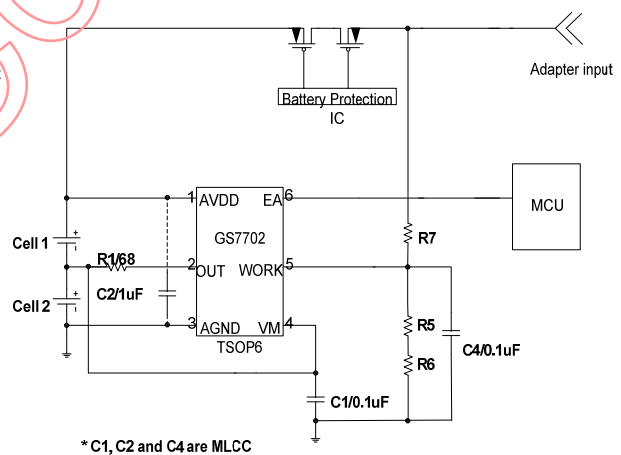 Adapter input
Battery Protection
IC
1 AVDD EA 6
MCU
GS7702
Cell 1 + -
R7
R1/68
2 OUT WORK 5
Cell 2 + -
C2/1uF
R5
3 AGND VM 4
TSOP6
C4/0.1uF
R6
C1/0.1uF
* C1, C2 and C4 are MLCC